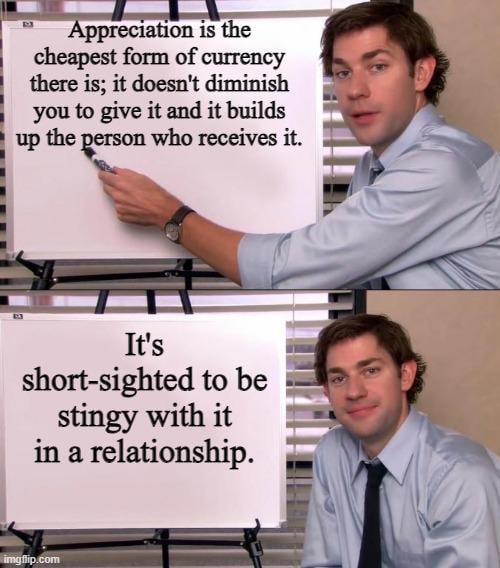 Appreciation is the
cheapest form of currency
there is; it doesn't diminish
you to give it and it builds
up the person who receives it.
It's
short-sighted to be
stingy with it
in a relationship.
imgflip.com